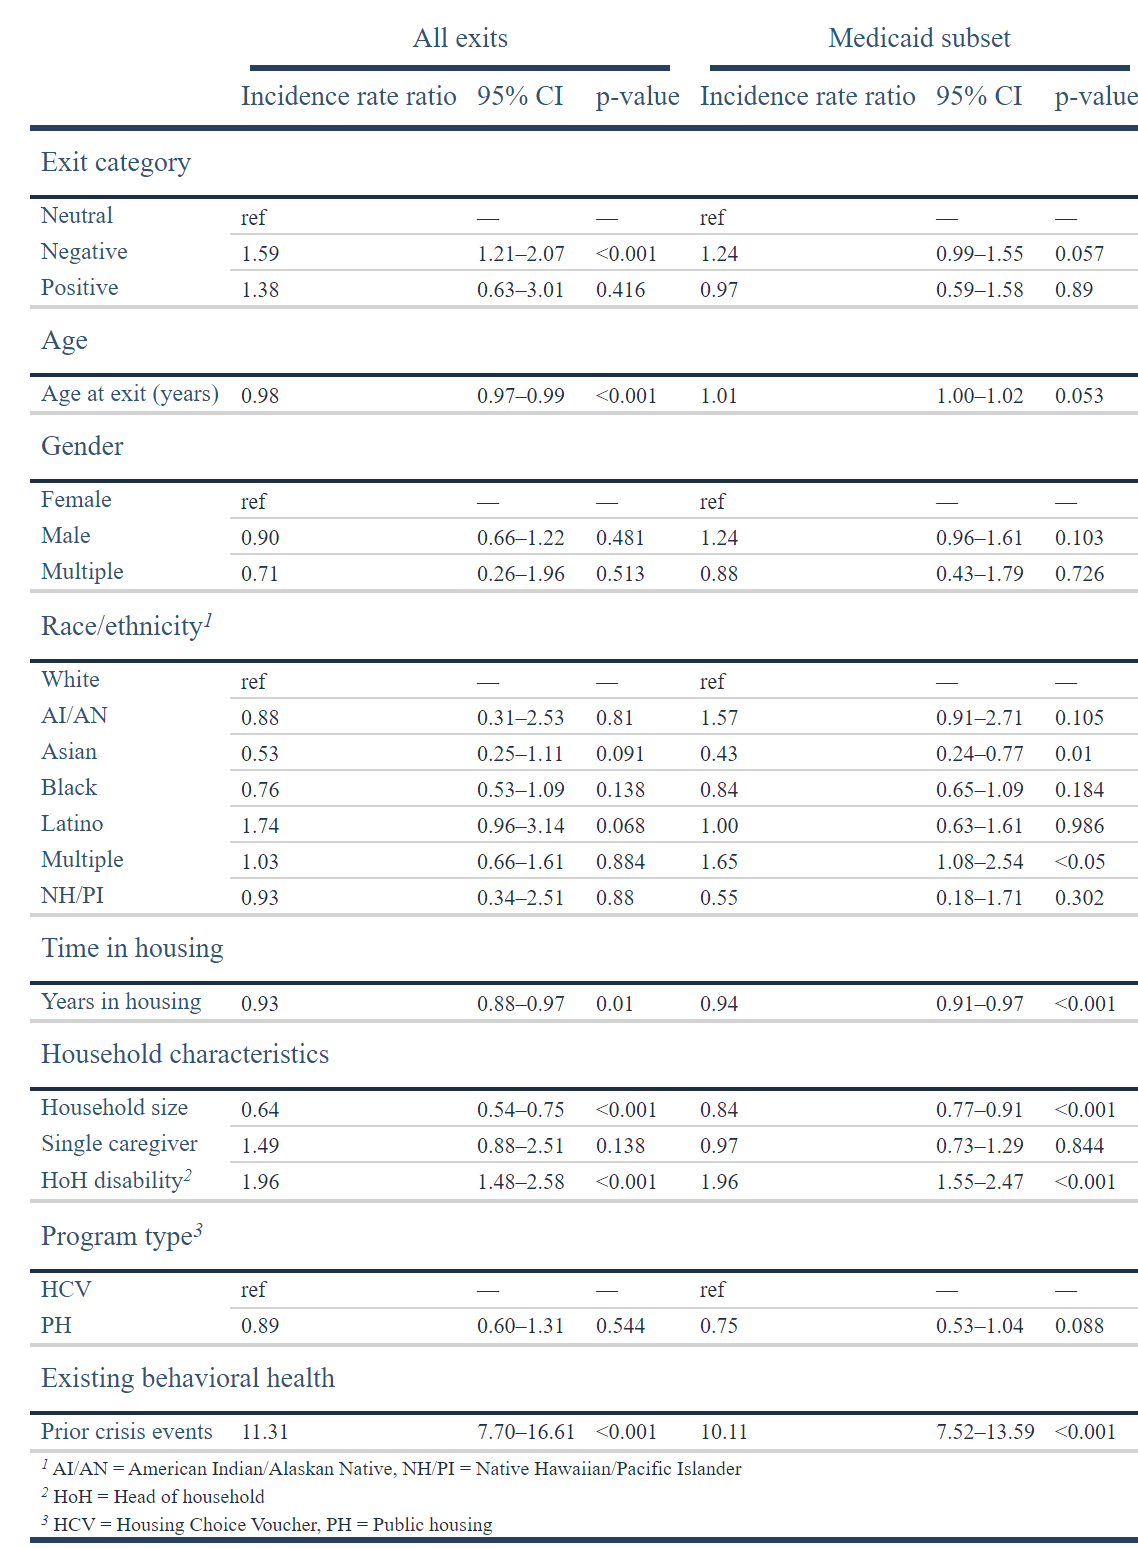 All exits Medicaid subset
Incidence rate ratio 95% CI p-value Incidence rate ratio 95% CI p-value
Exit category
Neutral ref — — ref — —
Negative 1.59 1.21–2.07 <0.001 1.24 0.99–1.55 0.057
Positive 1.38 0.63–3.01 0.416 0.97 0.59–1.58 0.89
Age
Age at exit (years) 0.98 0.97–0.99 <0.001 1.01 1.00–1.02 0.053
Gender
Female ref — — ref — —
Male 0.90 0.66–1.22 0.481 1.24 0.96–1.61 0.103
Multiple 0.71 0.26–1.96 0.513 0.88 0.43–1.79 0.726
Race/ethnicity1
White ref — — ref — —
AI/AN 0.88 0.31–2.53 0.81 1.57 0.91–2.71 0.105
Asian 0.53 0.25–1.11 0.091 0.43 0.24–0.77 0.01
Black 0.76 0.53–1.09 0.138 0.84 0.65–1.09 0.184
Latino 1.74 0.96–3.14 0.068 1.00 0.63–1.61 0.986
Multiple 1.03 0.66–1.61 0.884 1.65 1.08–2.54 <0.05
NH/PI 0.93 0.34–2.51 0.88 0.55 0.18–1.71 0.302
Time in housing
Years in housing 0.93 0.88–0.97 0.01 0.94 0.91–0.97 <0.001
Household characteristics
Household size 0.64 0.54–0.75 <0.001 0.84 0.77–0.91 <0.001
Single caregiver 1.49 0.88–2.51 0.138 0.97 0.73–1.29 0.844
HoH disability2 1.96 1.48–2.58 <0.001 1.96 1.55–2.47 <0.001
Program type3
HCV ref — — ref — —
PH 0.89 0.60–1.31 0.544 0.75 0.53–1.04 0.088
Existing behavioral health
Prior crisis events 11.31 7.70–16.61 <0.001 10.11 7.52–13.59 <0.001
1 AI/AN = American Indian/Alaskan Native, NH/PI = Native Hawaiian/Pacific Islander
2 HoH = Head of household
3 HCV = Housing Choice Voucher, PH = Public housing